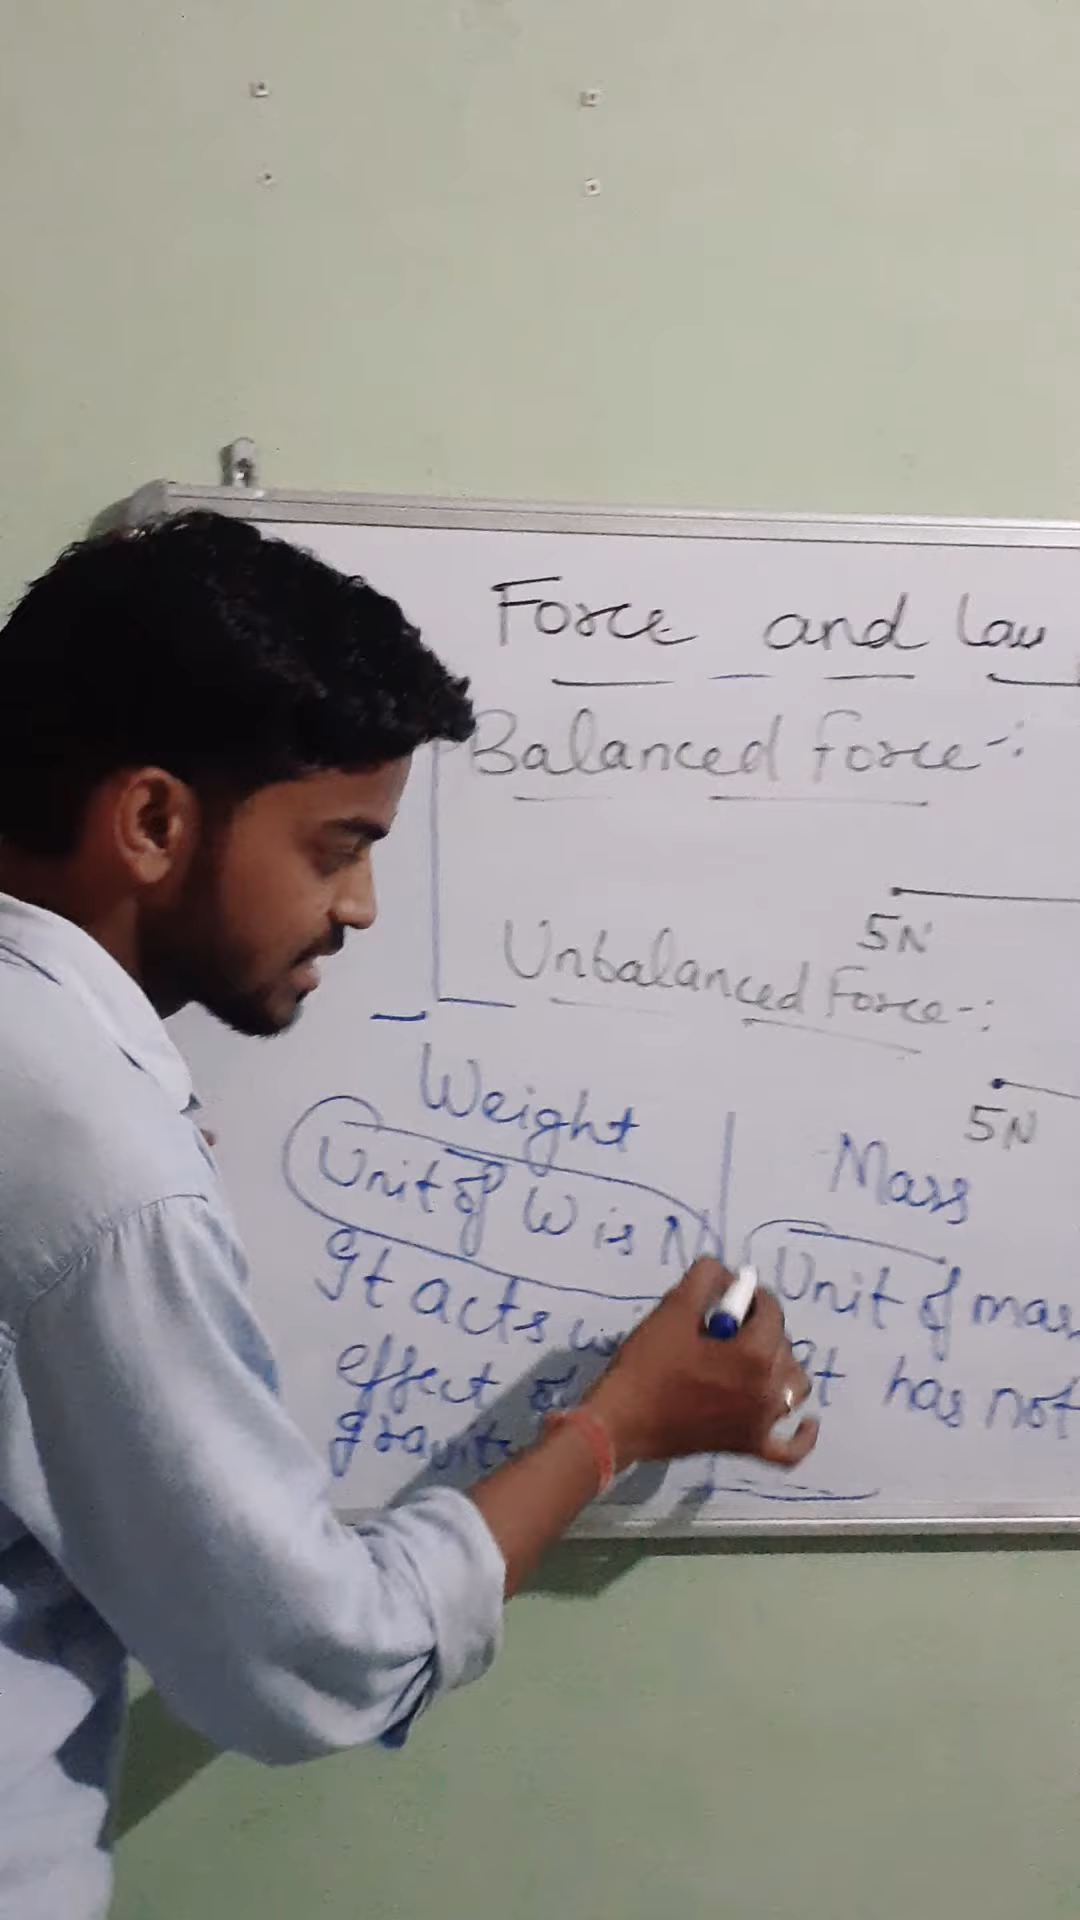 Force and Law
Balanced force -:
5N
Unbalanced Force -:
5N
Weight
Mass
Unit of W is N
Unit of mass
It acts
It has not
effect of
gravity